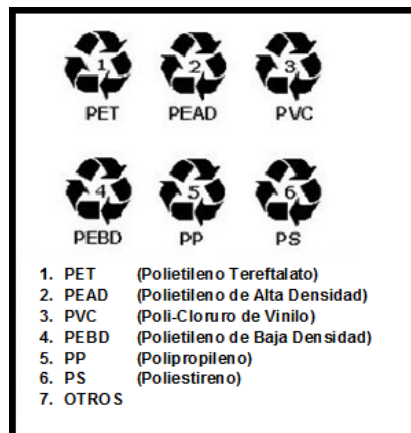 1 2 3
PET PEAD PVC
4 5 6
PEBD PP PS
1. PET (Polietileno Tereftalato)
2. PEAD (Polietileno de Alta Densidad)
3. PVC (Poli-Cloruro de Vinilo)
4. PEBD (Polietileno de Baja Densidad)
5. PP (Polipropileno)
6. PS (Poliestireno)
7. OTROS